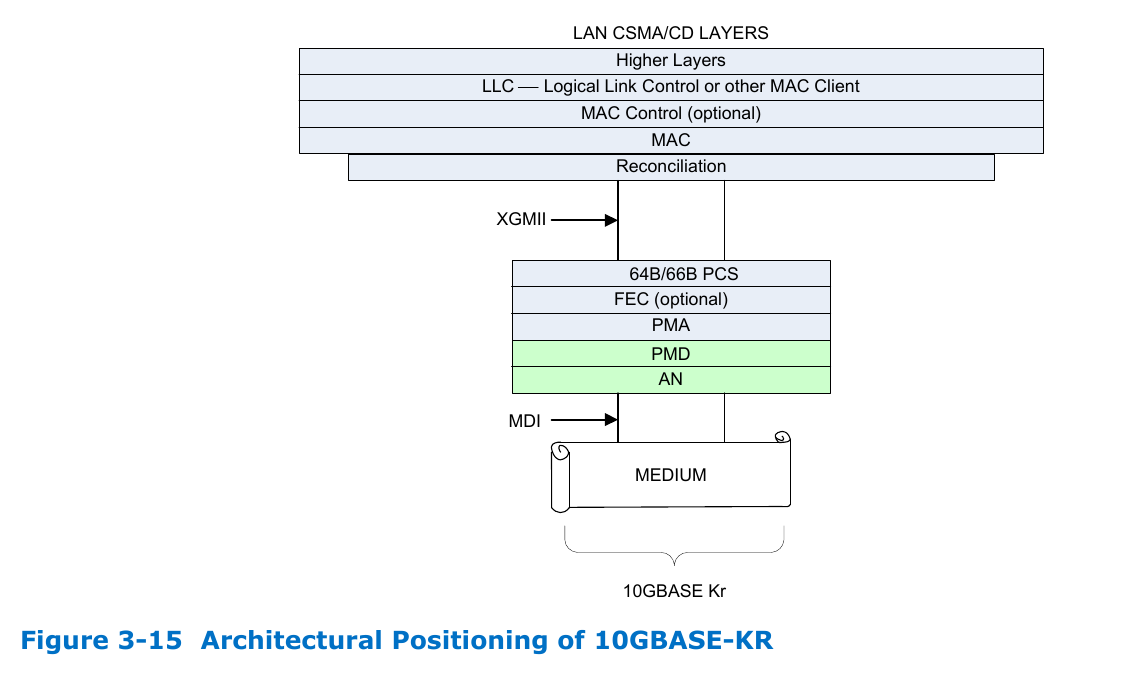 LAN CSMA/CD LAYERS
Higher Layers
LLC — Logical Link Control or other MAC Client
MAC Control (optional)
MAC
Reconciliation
XGMII
64B/66B PCS
FEC (optional)
PMA
PMD
AN
MDI
MEDIUM
10GBASE Kr
Figure 3-15 Architectural Positioning of 10GBASE-KR